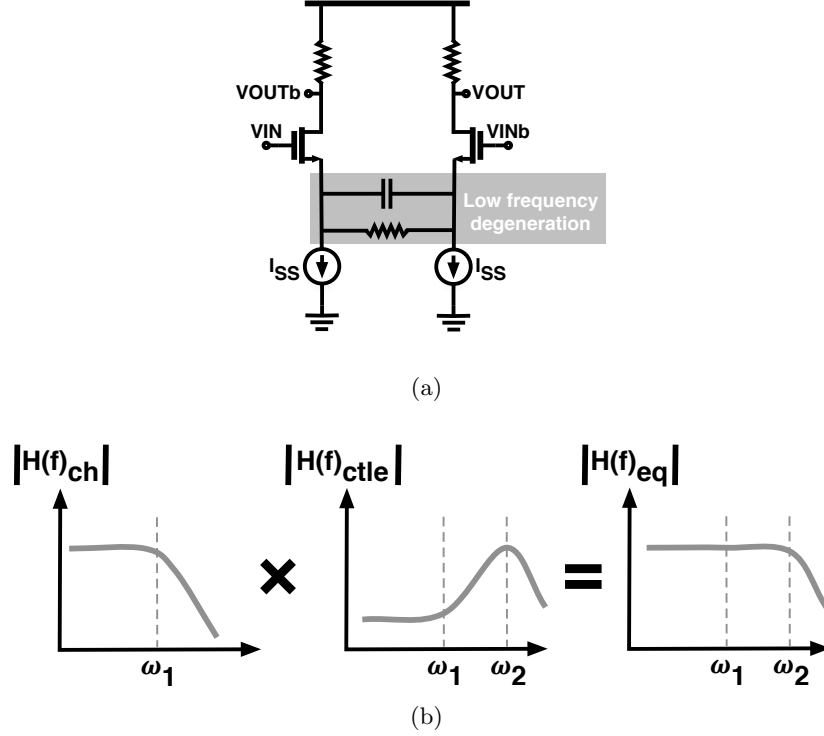 VOUTb
VOUT
VIN
VINb
Low frequency
degeneration
ISS
ISS
(a)
|H(f)ch|
|H(f)ctle|
|H(f)eq|
×
=
ω1
ω1
ω2
ω1
ω2
(b)